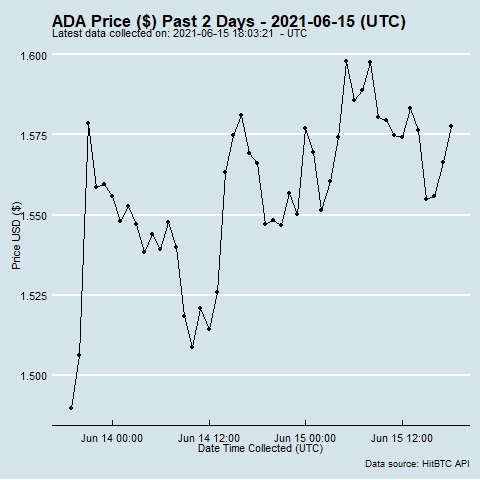 ADA Price ($) Past 2 Days - 2021-06-15 (UTC)
Latest data collected on: 2021-06-15 18:03:21 - UTC
1.600
1.575
1.550
1.525
1.500
Price USD ($)
Jun 14 00:00 Jun 14 12:00 Jun 15 00:00 Jun 15 12:00
Date Time Collected (UTC)
Data source: HitBTC API